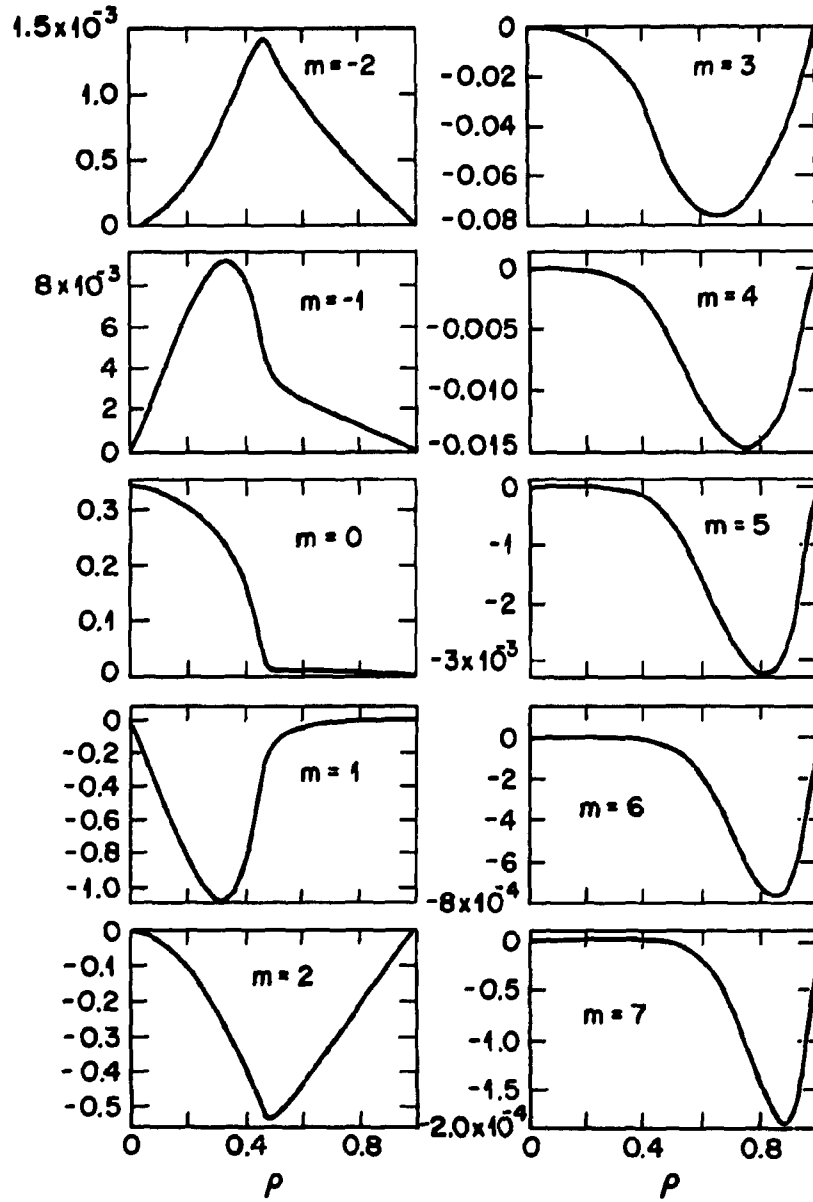 1.5x10⁻³
1.0
0.5
0
m = -2
8x10⁻³
6
4
2
0
m = -1
0.3
0.2
0.1
0
m = 0
0
-0.2
-0.4
-0.6
-0.8
-1.0
m = 1
0
-0.1
-0.2
-0.3
-0.4
-0.5
m = 2
0 0.4 0.8
ρ
0
-0.02
-0.04
-0.06
-0.08
m = 3
0
-0.005
-0.010
-0.015
m = 4
0
-1
-2
-3x10⁻³
m = 5
0
-2
-4
-6
-8x10⁻⁴
m = 6
0
-0.5
-1.0
-1.5
-2.0x10⁻⁴
m = 7
0 0.4 0.8
ρ